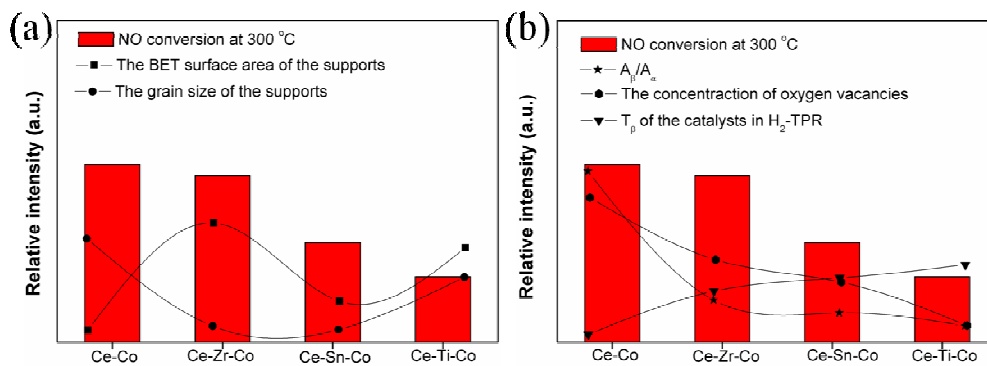 (a)
NO conversion at 300 °C
The BET surface area of the supports
The grain size of the supports
Relative intensity (a.u.)
Ce-Co Ce-Zr-Co Ce-Sn-Co Ce-Ti-Co
(b)
NO conversion at 300 °C
Aβ/Aα
The concentraction of oxygen vacancies
Tβ of the catalysts in H2-TPR
Relative intensity (a.u.)
Ce-Co Ce-Zr-Co Ce-Sn-Co Ce-Ti-Co